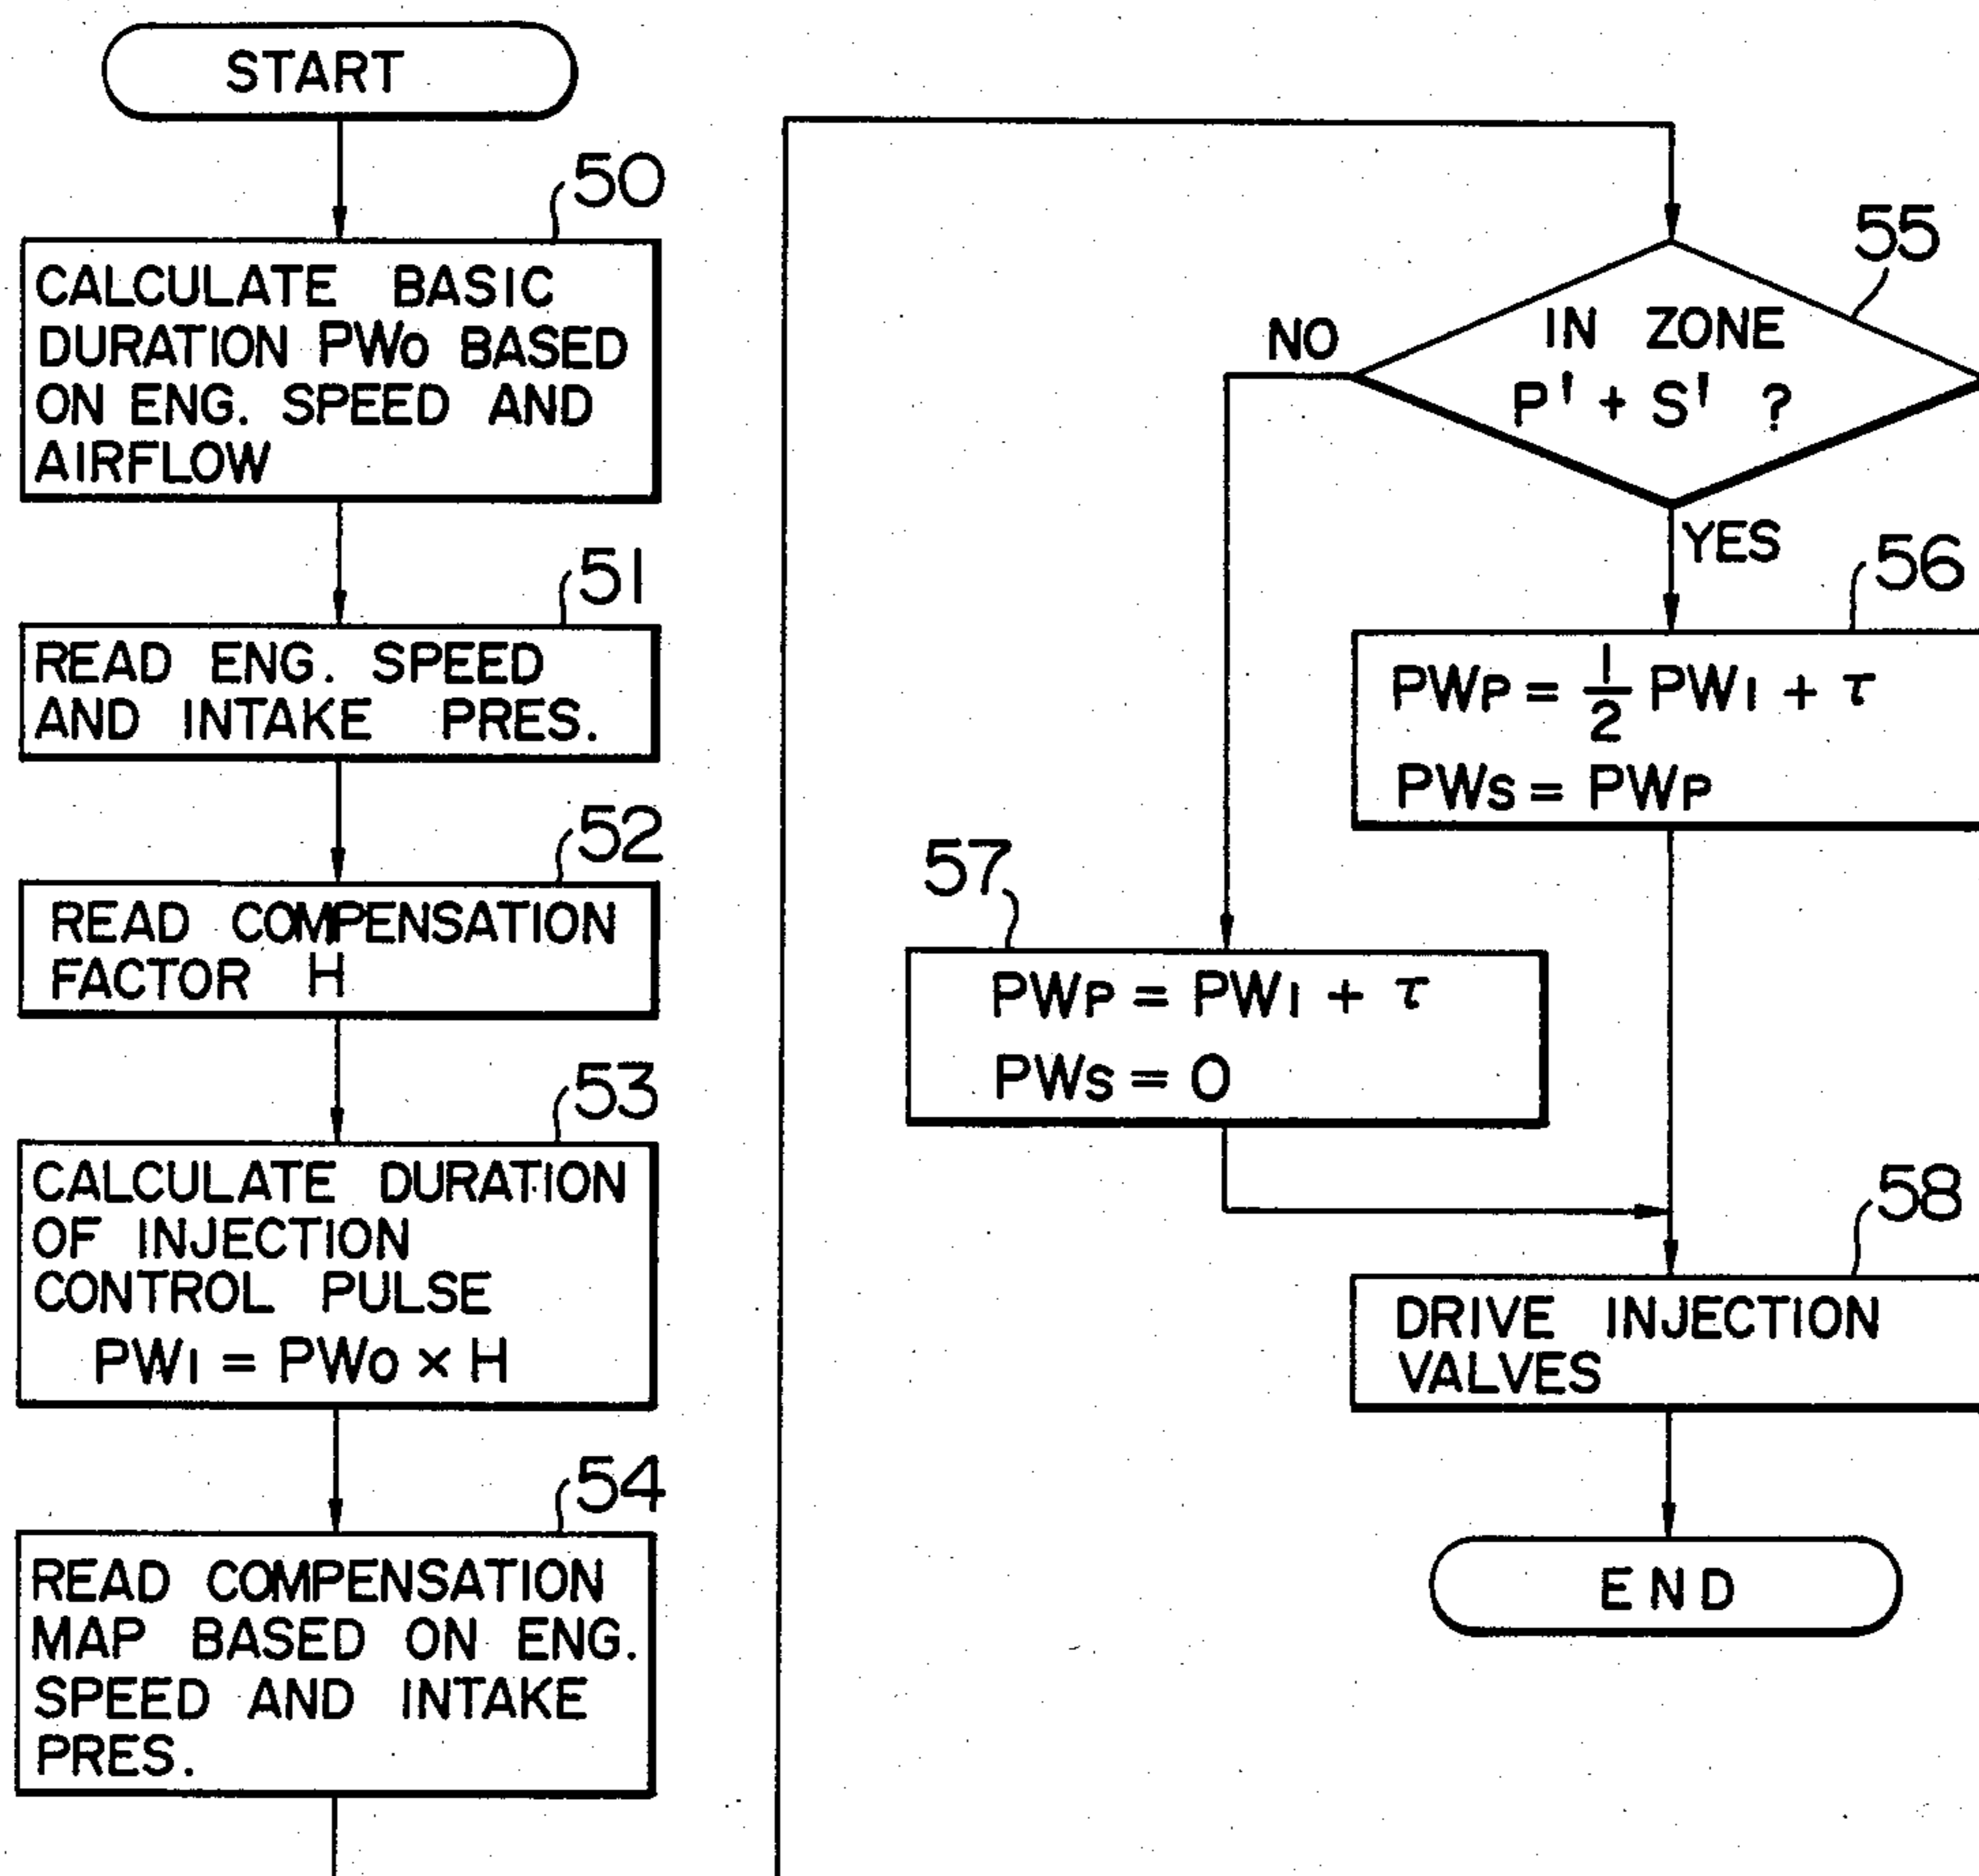 START
50
CALCULATE BASIC
DURATION PWo BASED
ON ENG. SPEED AND
AIRFLOW
51
READ ENG. SPEED
AND INTAKE PRES.
52
READ COMPENSATION
FACTOR H
53
CALCULATE DURATION
OF INJECTION
CONTROL PULSE
PWI = PWO × H
54
READ COMPENSATION
MAP BASED ON ENG.
SPEED AND INTAKE
PRES.
55
IN ZONE
P' + S' ?
NO
YES
56
PWP = 1/2 PWI + τ
PWS = PWP
57
PWP = PWI + τ
PWS = O
58
DRIVE INJECTION
VALVES
END